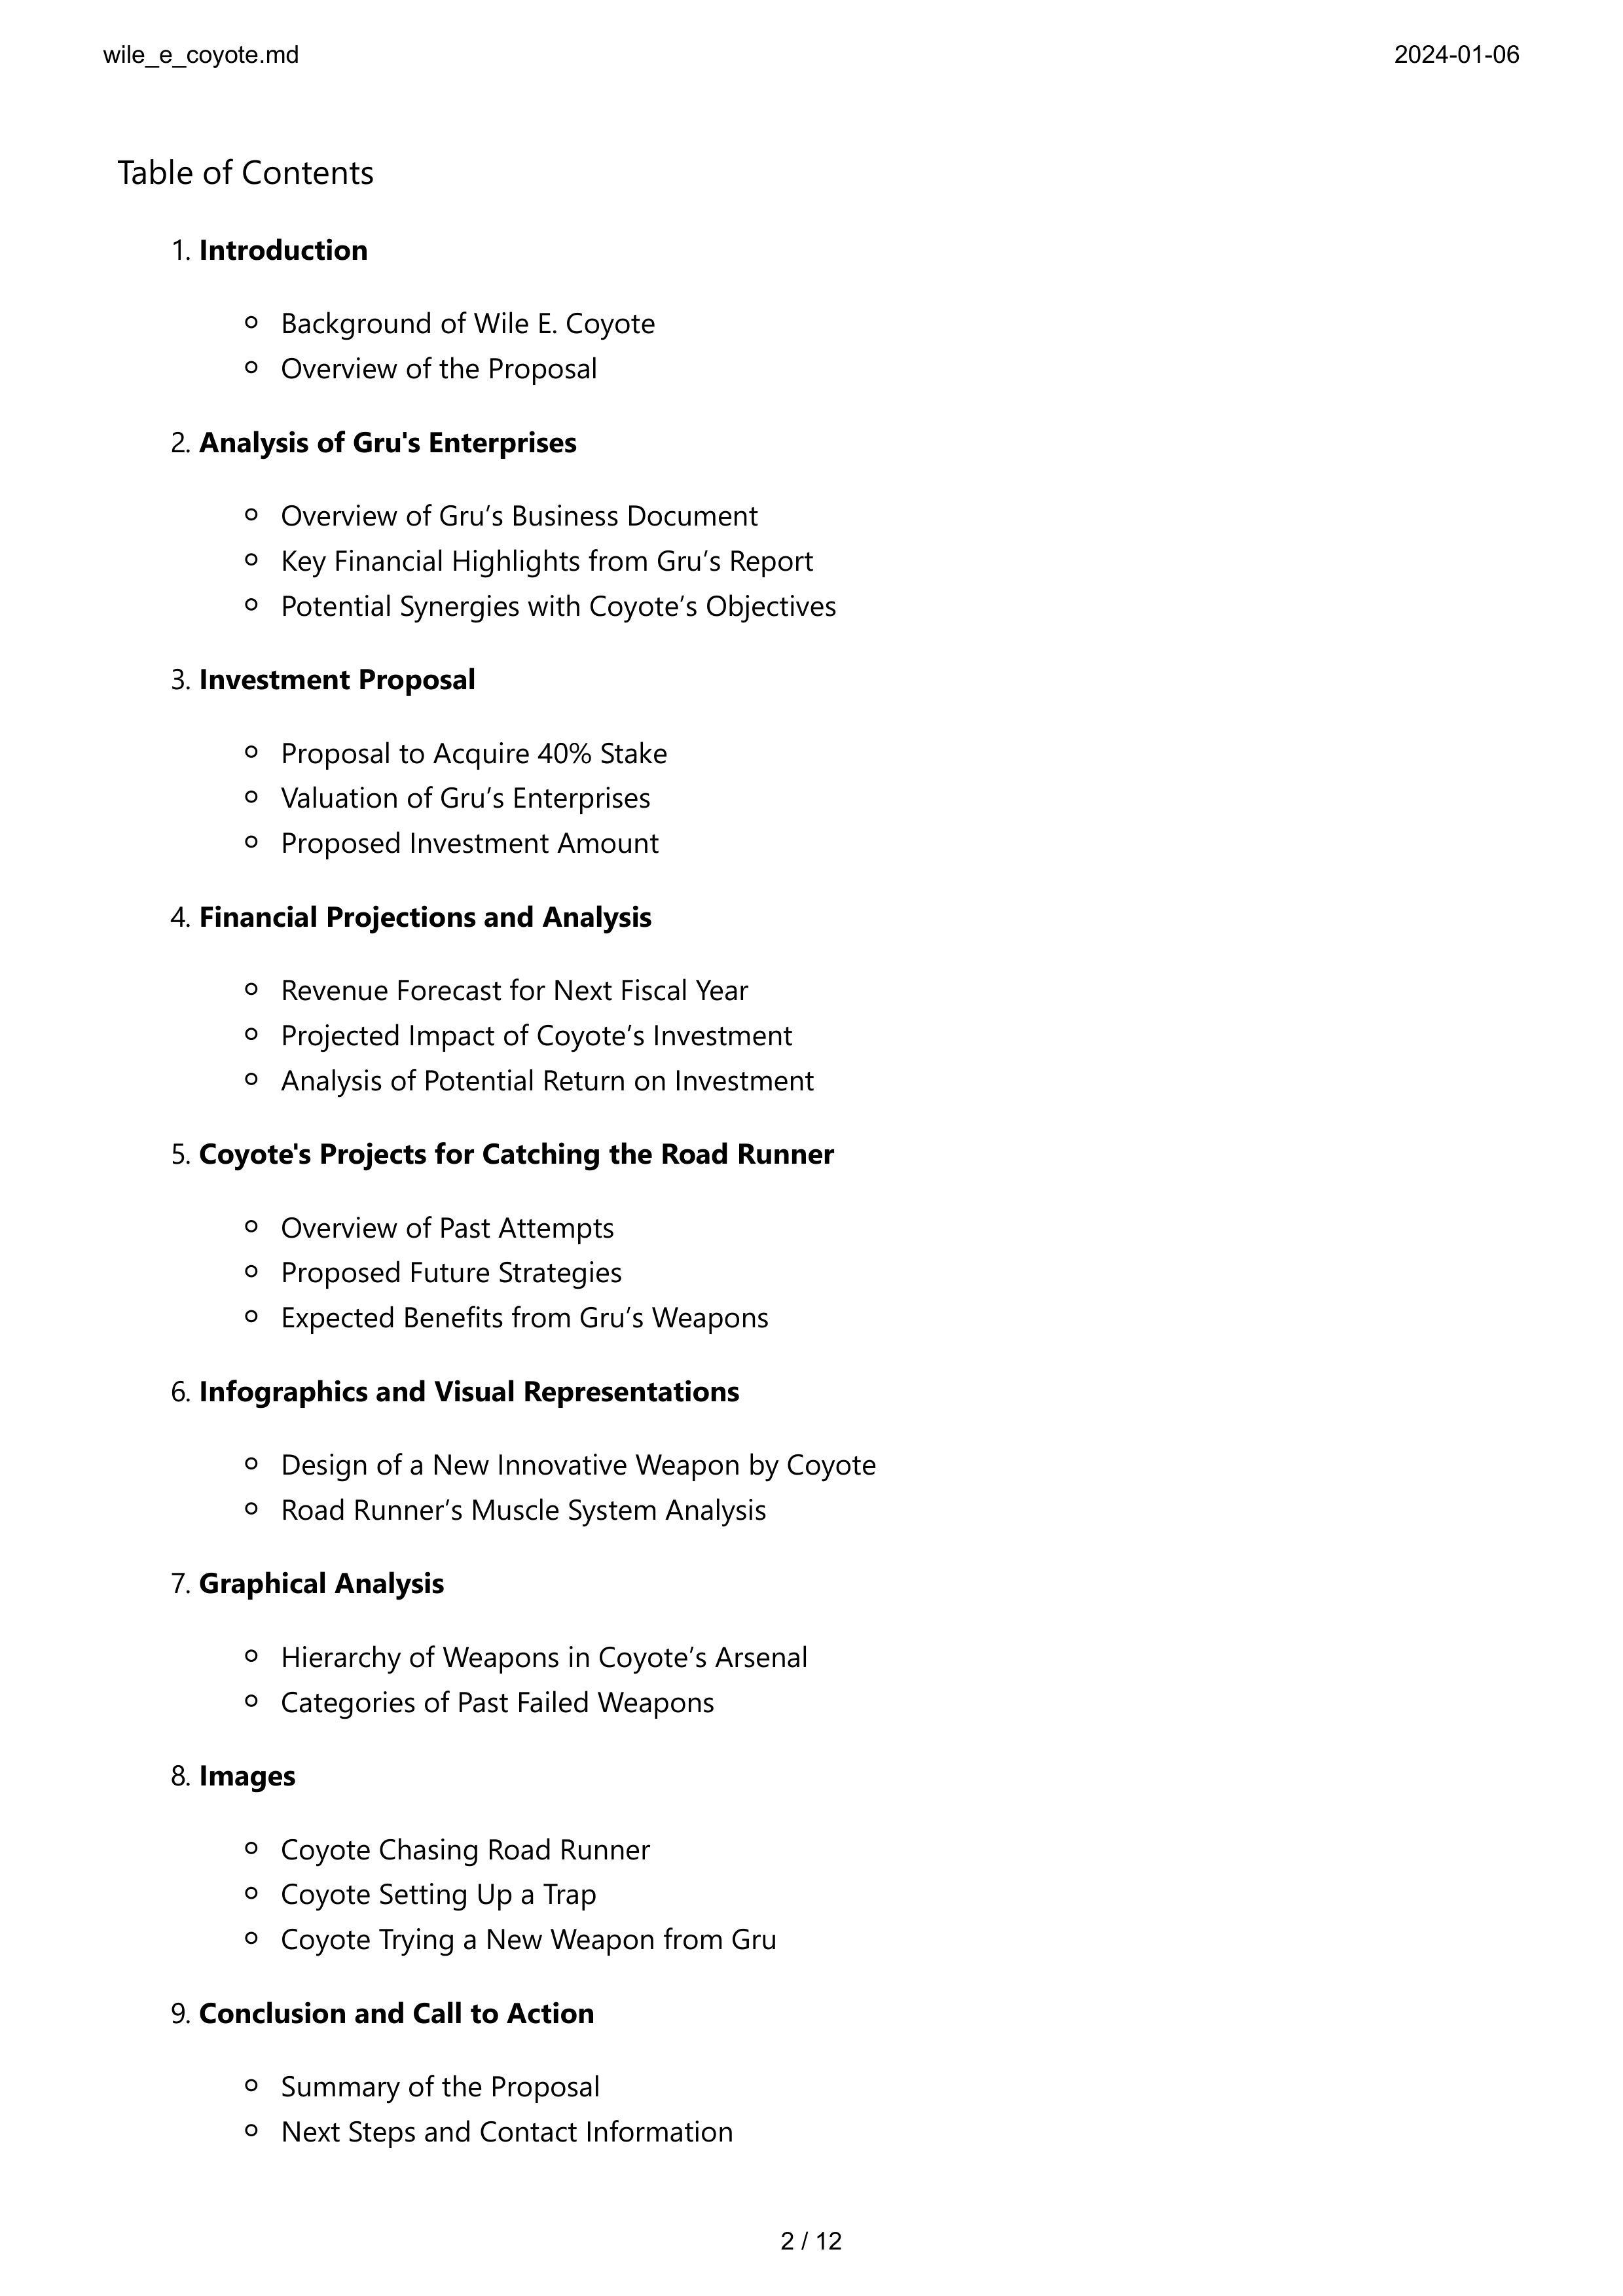 wile_e_coyote.md 2024-01-06
Table of Contents
1. Introduction
Background of Wile E. Coyote
Overview of the Proposal
2. Analysis of Gru's Enterprises
Overview of Gru’s Business Document
Key Financial Highlights from Gru’s Report
Potential Synergies with Coyote’s Objectives
3. Investment Proposal
Proposal to Acquire 40% Stake
Valuation of Gru’s Enterprises
Proposed Investment Amount
4. Financial Projections and Analysis
Revenue Forecast for Next Fiscal Year
Projected Impact of Coyote’s Investment
Analysis of Potential Return on Investment
5. Coyote's Projects for Catching the Road Runner
Overview of Past Attempts
Proposed Future Strategies
Expected Benefits from Gru’s Weapons
6. Infographics and Visual Representations
Design of a New Innovative Weapon by Coyote
Road Runner’s Muscle System Analysis
7. Graphical Analysis
Hierarchy of Weapons in Coyote’s Arsenal
Categories of Past Failed Weapons
8. Images
Coyote Chasing Road Runner
Coyote Setting Up a Trap
Coyote Trying a New Weapon from Gru
9. Conclusion and Call to Action
Summary of the Proposal
Next Steps and Contact Information
2 / 12